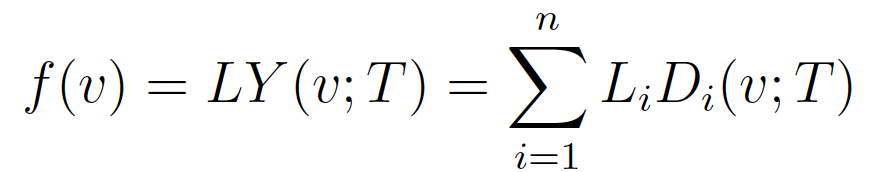 f(v) = LY(v;T) = \sum_{i=1}^{n} L_i D_i(v;T)